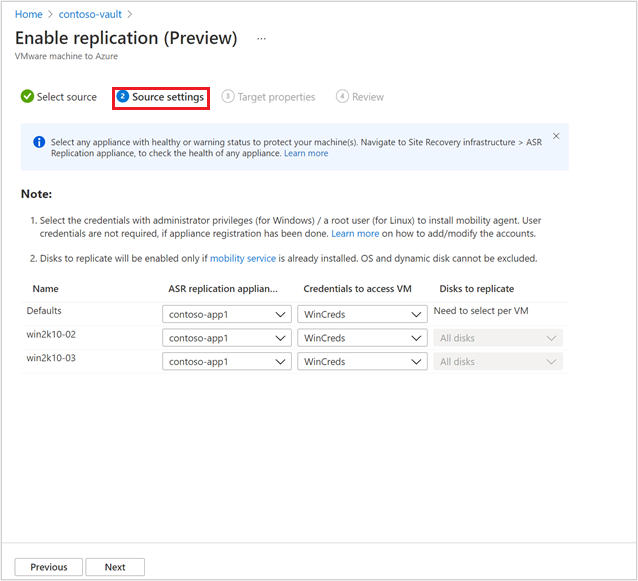 Home > contoso-vault >
Enable replication (Preview) ...
VMware machine to Azure
Select source 2 Source settings 3 Target properties 4 Review
Select any appliance with healthy or warning status to protect your machine(s). Navigate to Site Recovery infrastructure > ASR
Replication appliance, to check the health of any appliance. Learn more
Note:
1. Select the credentials with administrator privileges (for Windows) / a root user (for Linux) to install mobility agent. User
credentials are not required, if appliance registration has been done. Learn more on how to add/modify the accounts.
2. Disks to replicate will be enabled only if mobility service is already installed. OS and dynamic disk cannot be excluded.
Name ASR replication applian... Credentials to access VM Disks to replicate
Defaults contoso-app1 WinCreds Need to select per VM
win2k10-02 contoso-app1 WinCreds All disks
win2k10-03 contoso-app1 WinCreds All disks
Previous Next